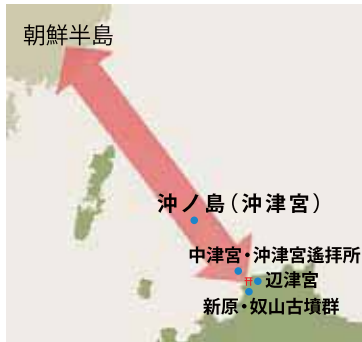 朝鮮半島
沖ノ島（沖津宮）
中津宮・沖津宮遙拝所
辺津宮
新原・奴山古墳群